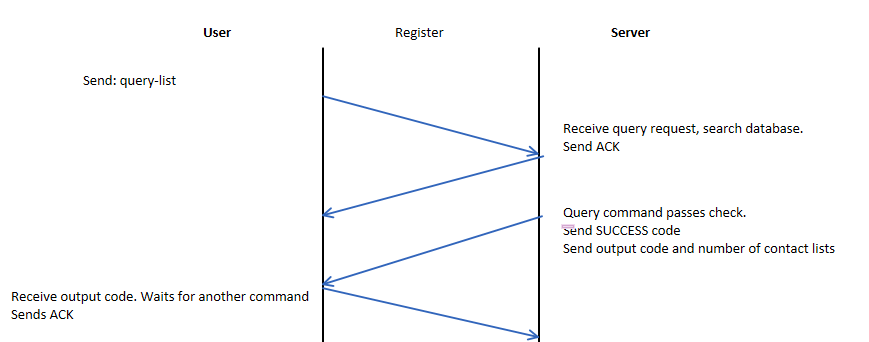 User Register Server
Send: query-list
Receive query request, search database.
Send ACK
Query command passes check.
Send SUCCESS code
Send output code and number of contact lists
Receive output code. Waits for another command
Sends ACK